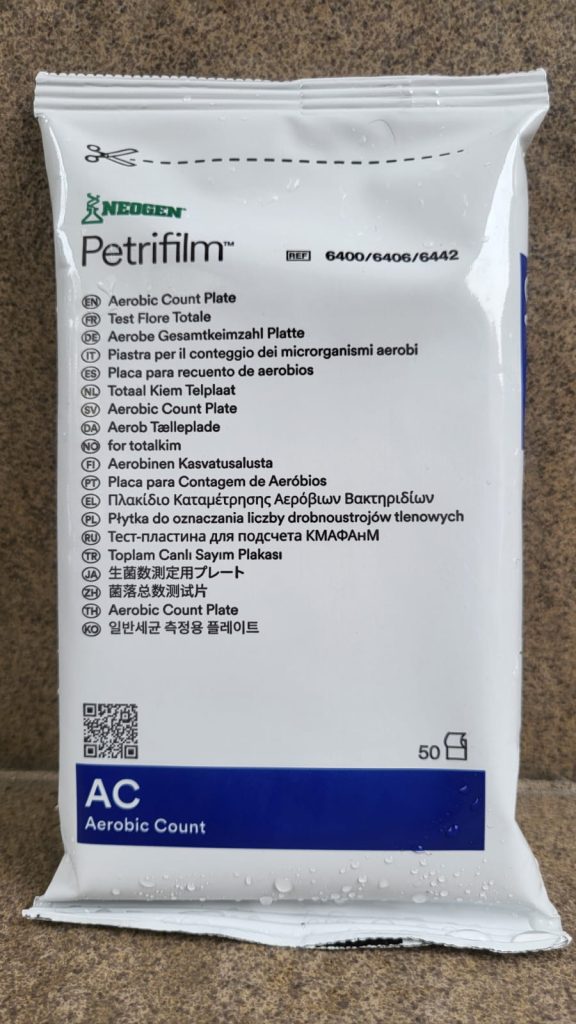 NEOGEN™
Petrifilm™
REF 6400/6406/6442
EN Aerobic Count Plate
FR Test Flore Totale
DE Aerobe Gesamtkeimzahl Platte
IT Piastra per il conteggio dei microrganismi aerobi
ES Placa para recuento de aerobios
NL Totaal Kiem Telplaat
SV Aerobic Count Plate
DA Aerob Tælleplade
NO for totalkim
FI Aerobinen Kasvatusalusta
PT Placa para Contagem de Aeróbios
EL Πλακίδιο Καταμέτρησης Αερόβιων Βακτηριδίων
PL Płytka do oznaczania liczby drobnoustrojów tlenowych
RU Тест-пластина для подсчета КМАФАнМ
TR Toplam Canlı Sayım Plakası
JA 生菌数測定用プレート
ZH 菌落总数测试片
TH Aerobic Count Plate
KO 일반세균 측정용 플레이트
50
AC
Aerobic Count